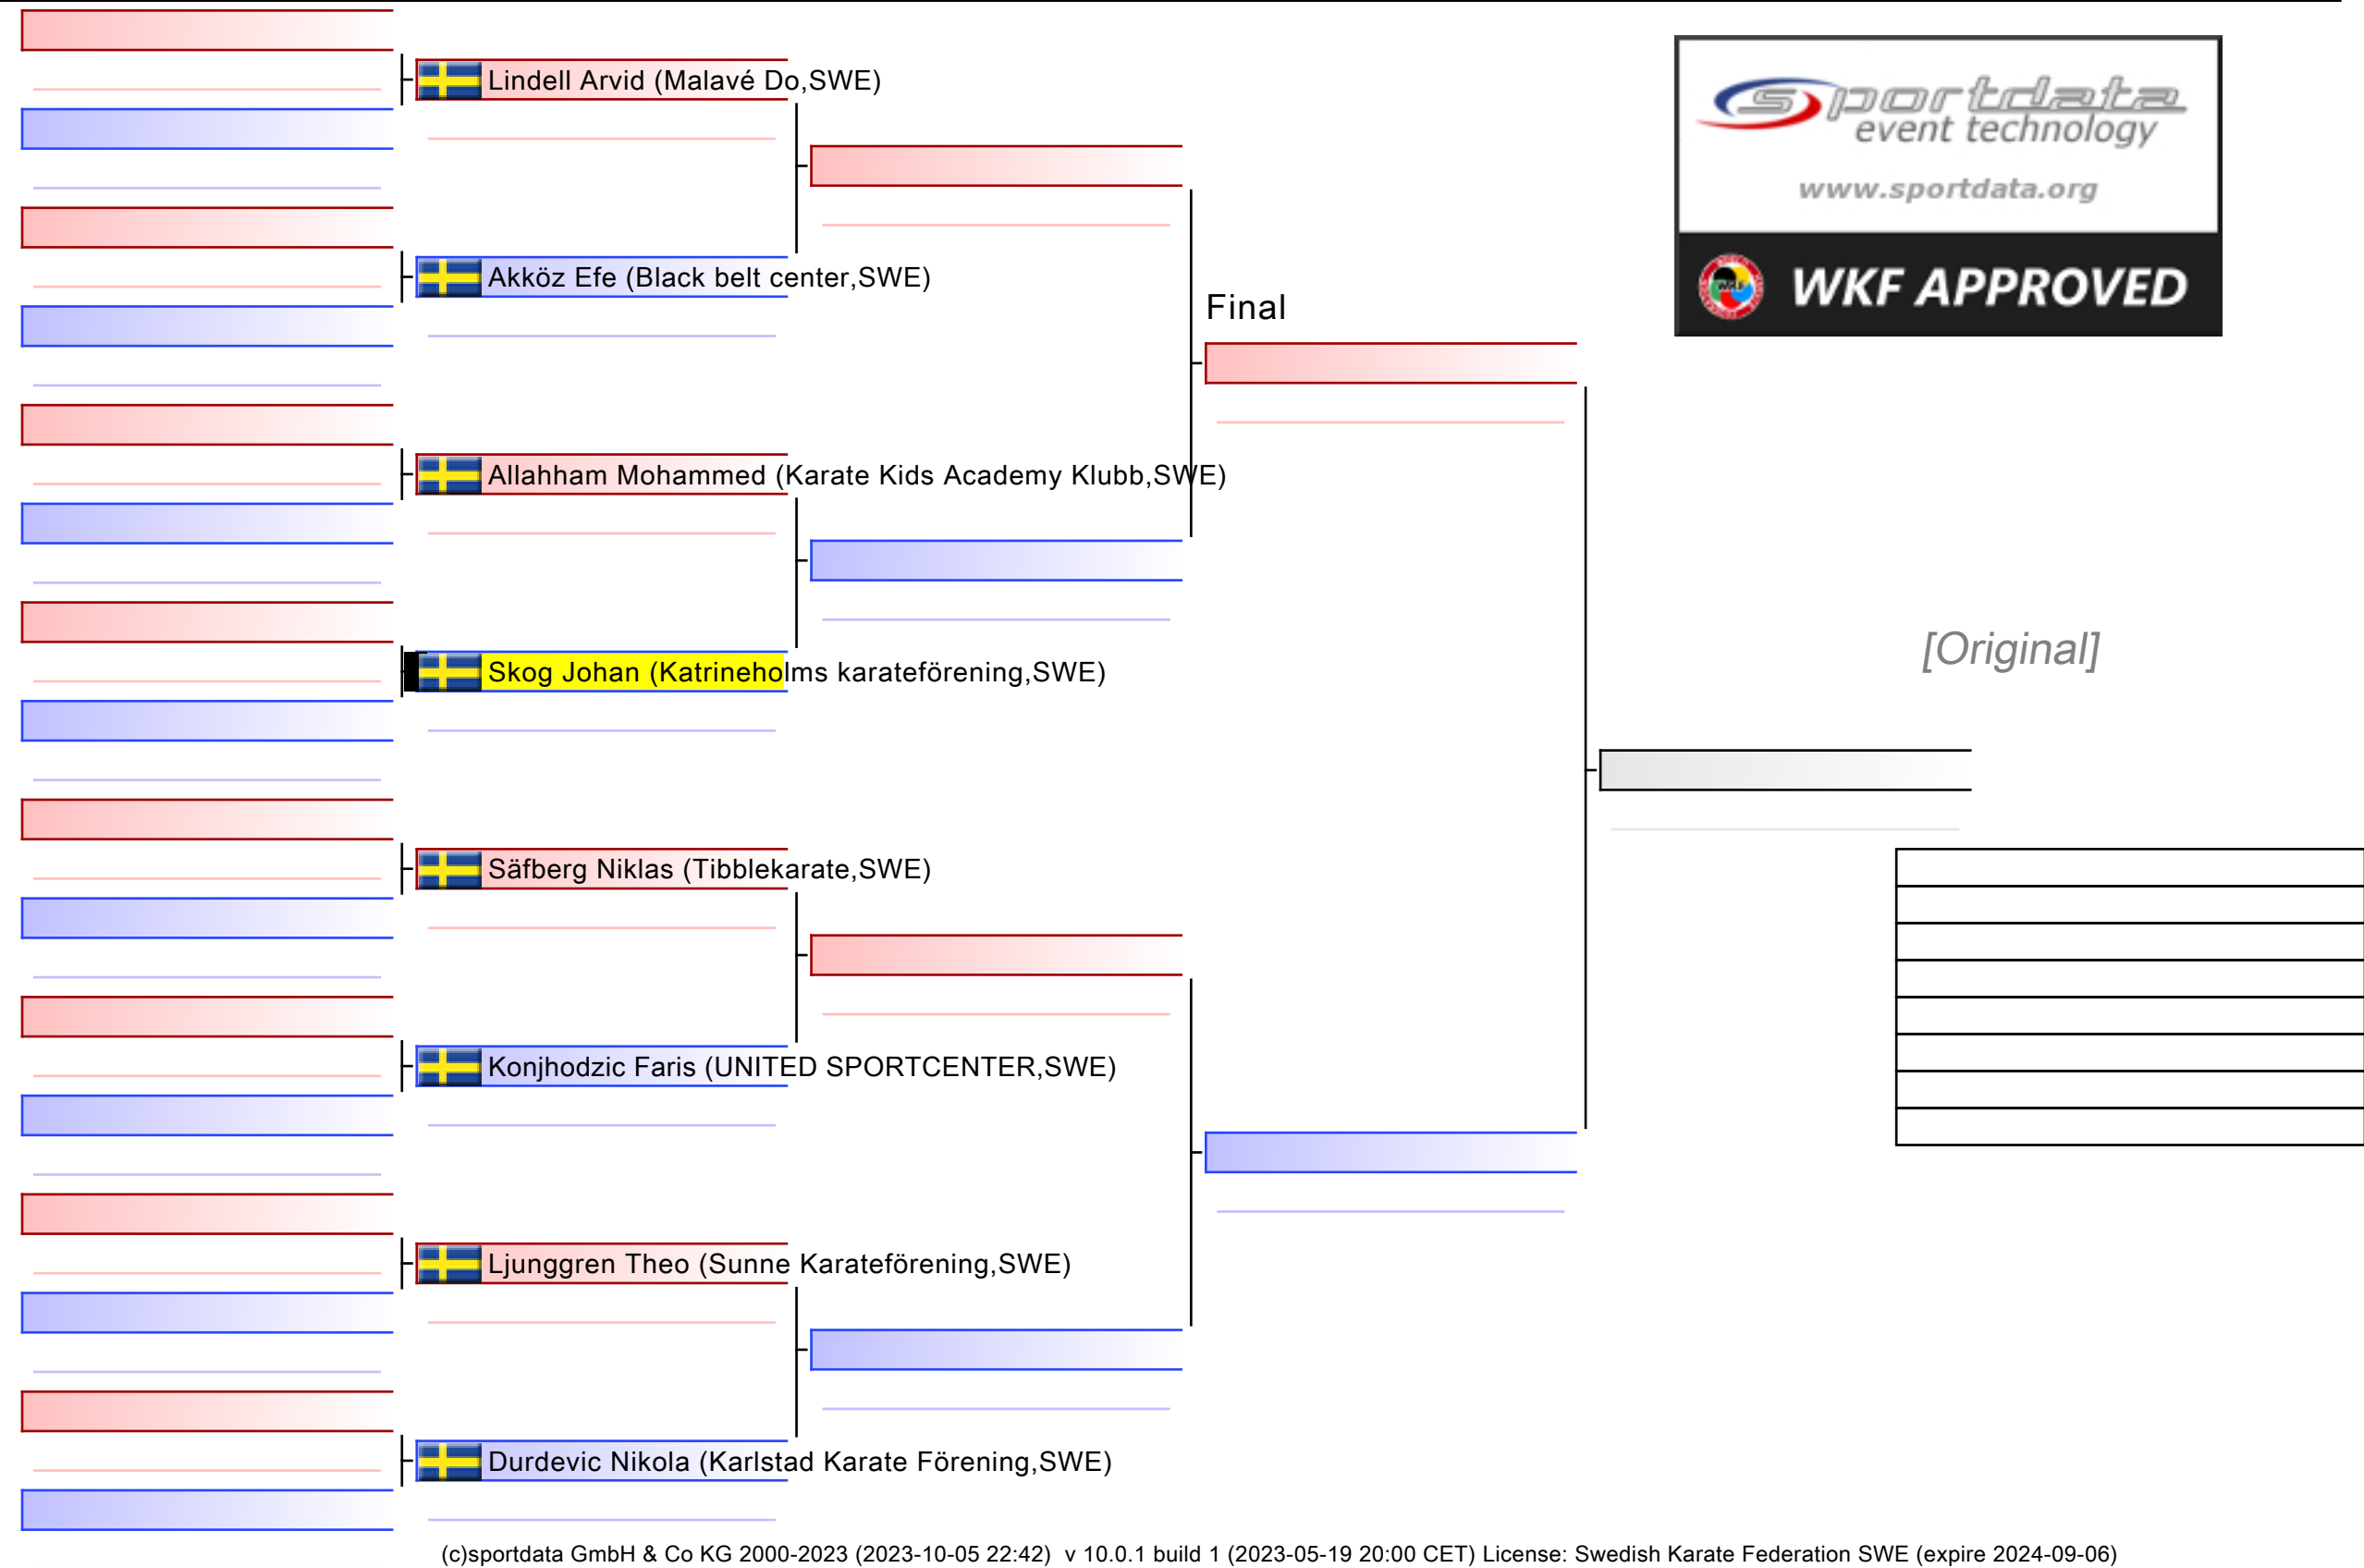 Lindell Arvid (Malavé Do,SWE)
sportdata
event technology
www.sportdata.org
Akköz Efe (Black belt center,SWE)
WKF APPROVED
Final
Allahham Mohammed (Karate Kids Academy Klubb,SWE)
[Original]
Skog Johan (Katrineholms karateförening,SWE)
Säfberg Niklas (Tibblekarate,SWE)
Konjhodzic Faris (UNITED SPORTCENTER,SWE)
Ljunggren Theo (Sunne Karateförening,SWE)
Durdevic Nikola (Karlstad Karate Förening,SWE)
(c)sportdata GmbH & Co KG 2000-2023 (2023-10-05 22:42) v 10.0.1 build 1 (2023-05-19 20:00 CET) License: Swedish Karate Federation SWE (expire 2024-09-06)